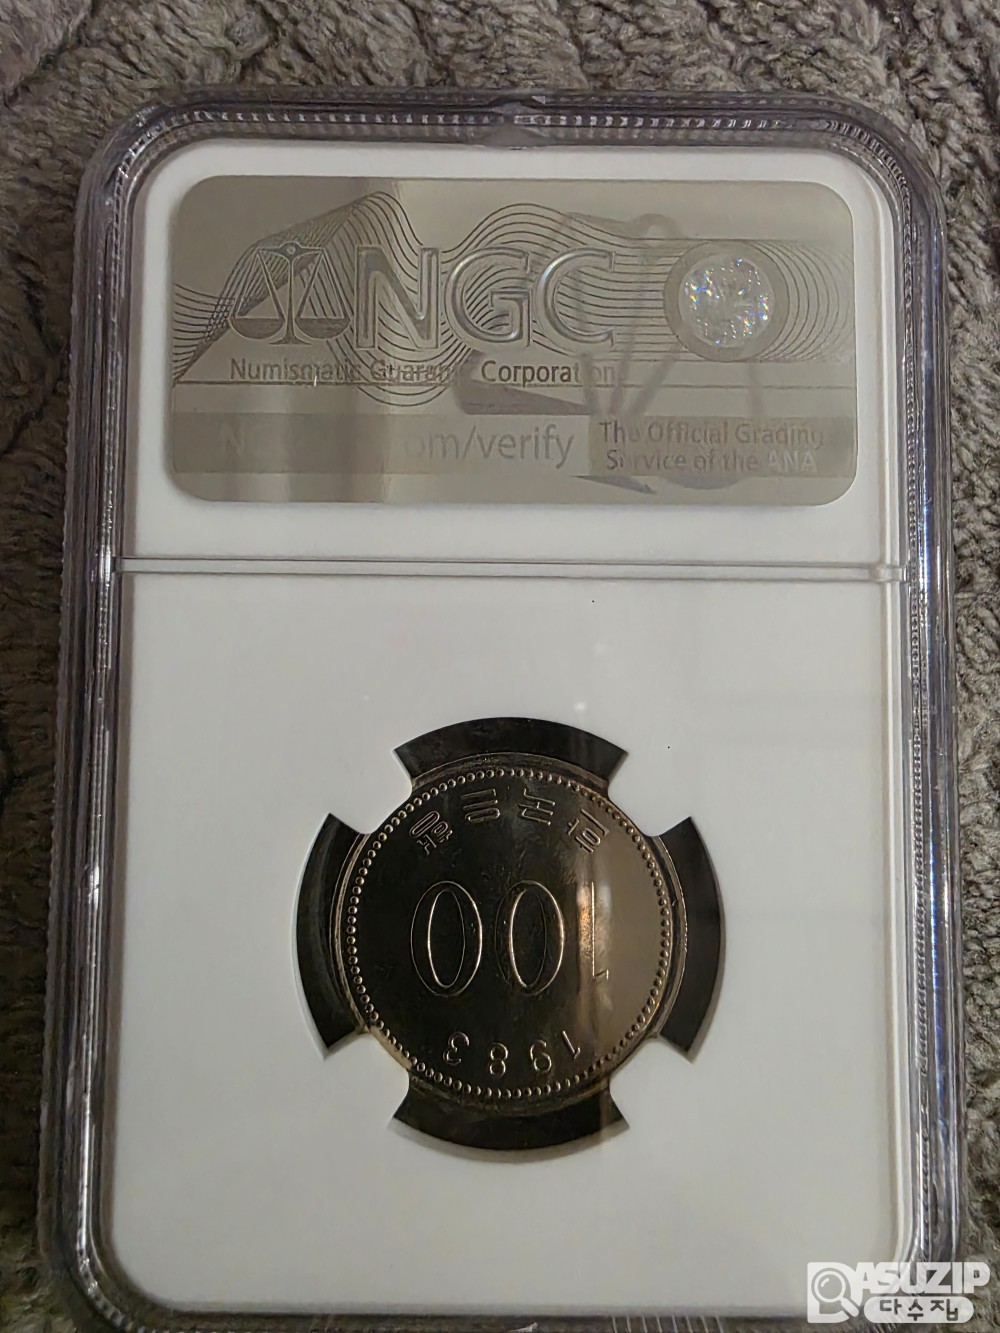 NGC
Numismatic Guaranty Corporation
om/verify
The Official Grading
Service of the ANA
한국은행
100
1983
DASUZIP
다수집